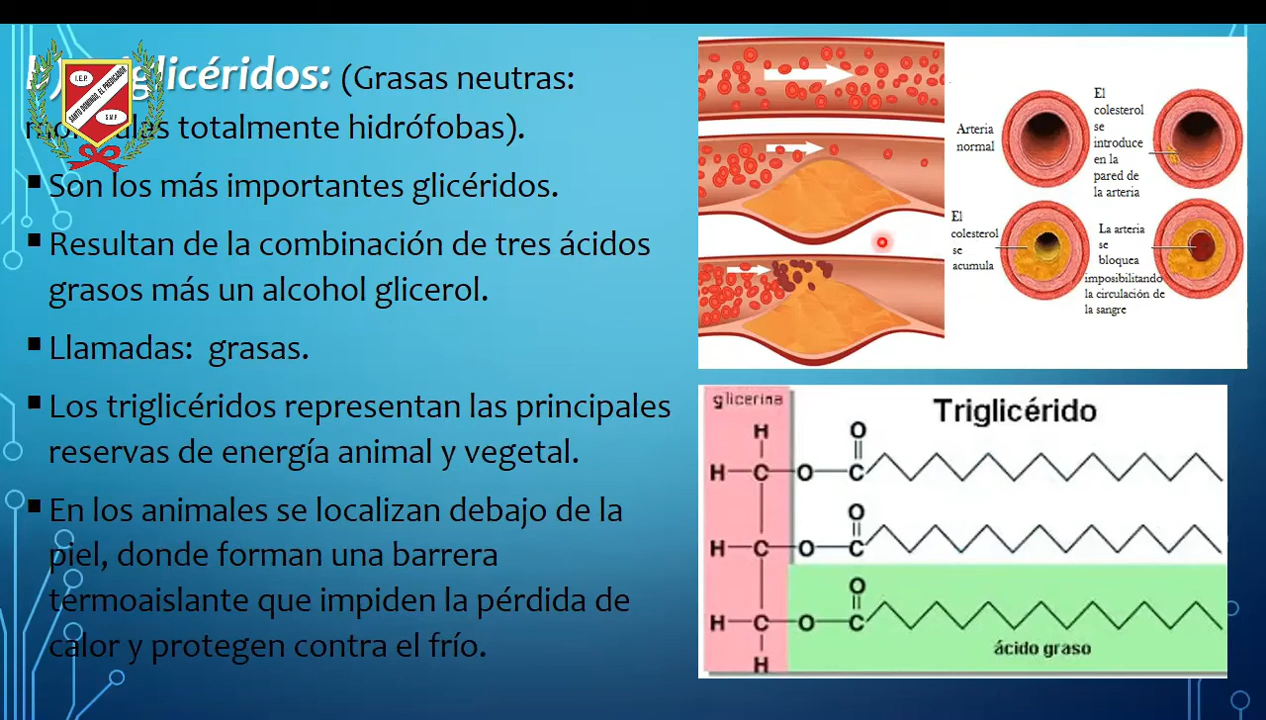 glicéridos: (Grasas neutras:
totalmente hidrófobas).
▪Son los más importantes glicéridos.
▪Resultan de la combinación de tres ácidos
grasos más un alcohol glicerol.
▪Llamadas: grasas.
▪Los triglicéridos representan las principales
reservas de energía animal y vegetal.
▪En los animales se localizan debajo de la
piel, donde forman una barrera
termoaislante que impiden la pérdida de
calor y protegen contra el frío.
I.E.P.
SANTO DOMINGO, EL PREDICADOR
S M P
Arteria
normal
El
colesterol
se
introduce
en la
pared de
la arteria
El
colesterol
se
acumula
La arteria
se
bloquea
imposibilitando
la circulación de
la sangre
glicerina
Triglicérido
H
O
H C O C
O
H C O C
O
H C O C
H
ácido graso